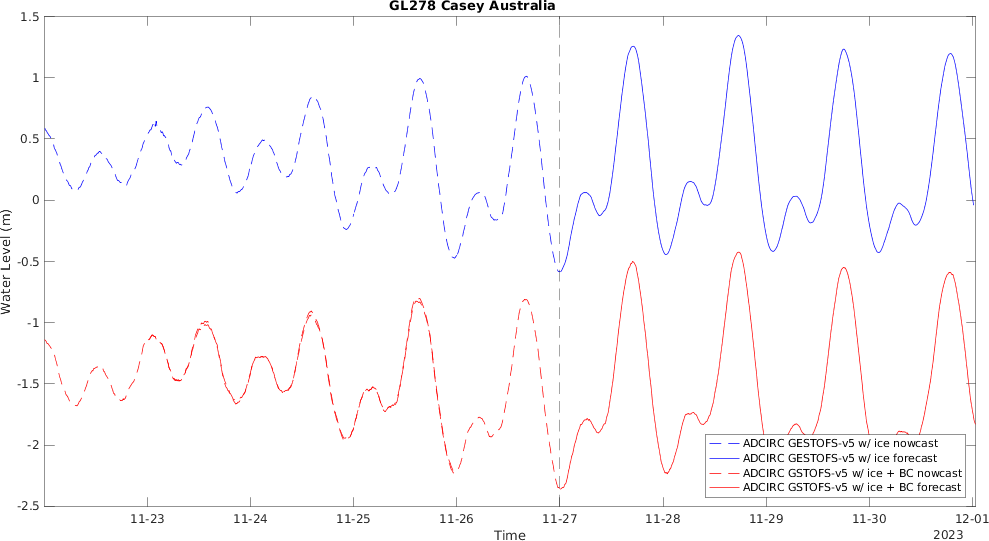 GL278 Casey Australia
1.5
1
0.5
0
-0.5
-1
-1.5
-2
-2.5
Water Level (m)
ADCIRC GESTOFS-v5 w/ ice nowcast
ADCIRC GESTOFS-v5 w/ ice forecast
ADCIRC GSTOFS-v5 w/ ice + BC nowcast
ADCIRC GSTOFS-v5 w/ ice + BC forecast
11-23 11-24 11-25 11-26 11-27 11-28 11-29 11-30 12-01
Time 2023